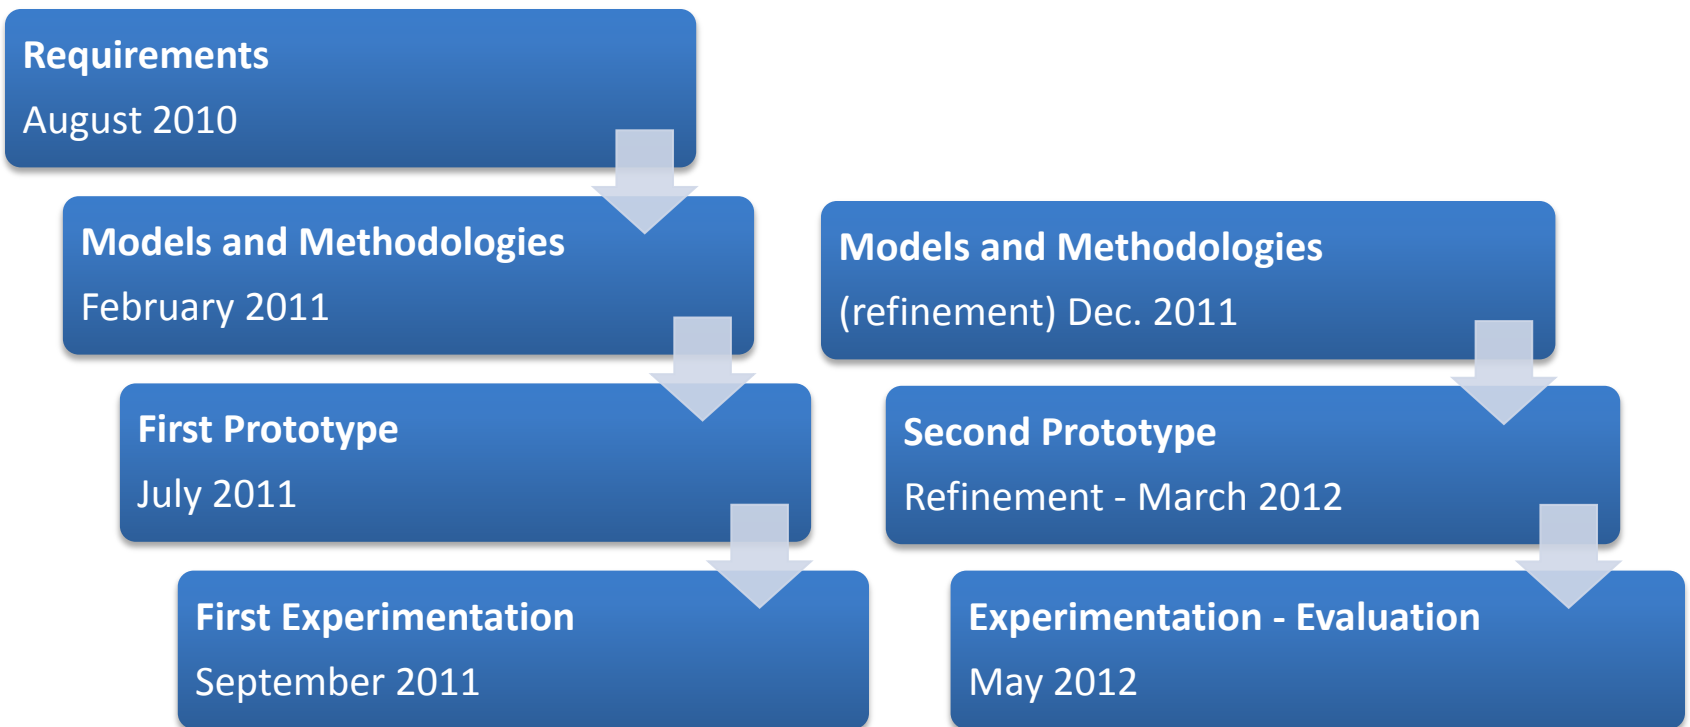 Requirements
August 2010
Models and Methodologies
February 2011
First Prototype
July 2011
First Experimentation
September 2011
Models and Methodologies
(refinement) Dec. 2011
Second Prototype
Refinement - March 2012
Experimentation - Evaluation
May 2012